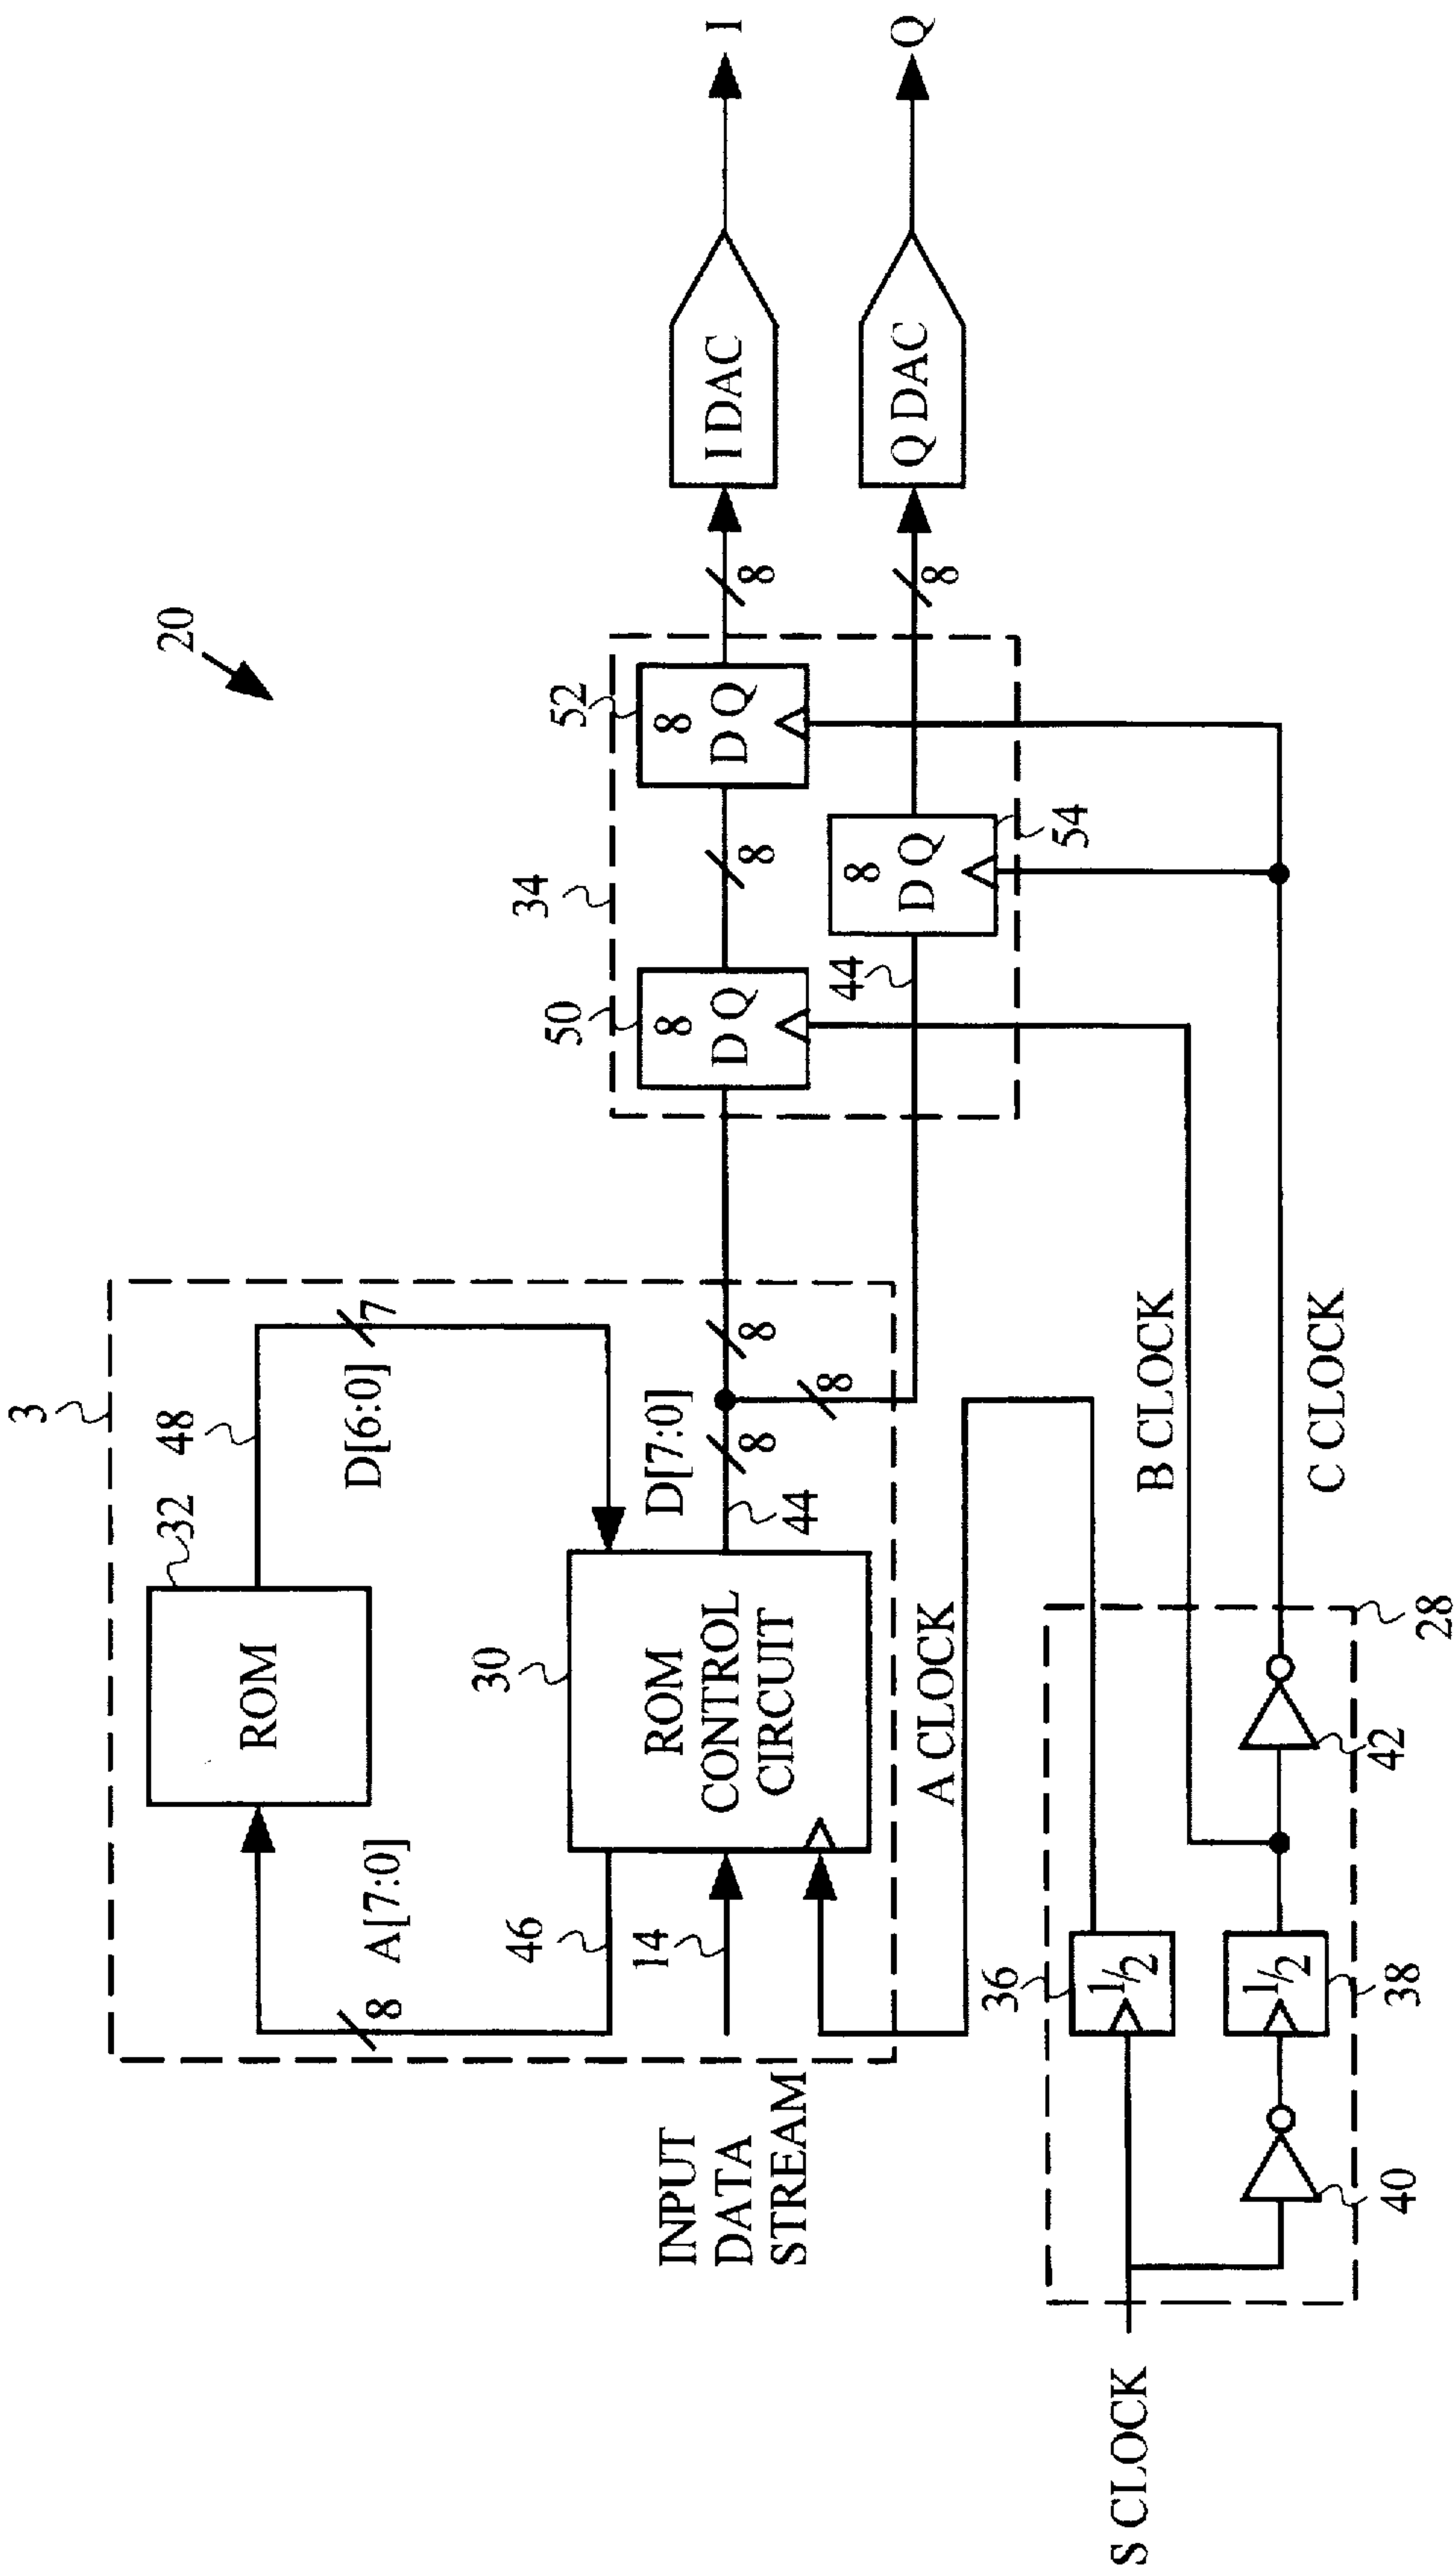 20
3
32
ROM
48
7
D[6:0]
A[7:0]
8
46
30
ROM
CONTROL
CIRCUIT
D[7:0]
8
44
8
8
INPUT
DATA
STREAM
14
A CLOCK
34
50
8
D Q
8
52
8
D Q
8
I DAC
I
44
8
D Q
54
8
Q DAC
Q
S CLOCK
36
1/2
40
38
1/2
42
28
B CLOCK
C CLOCK